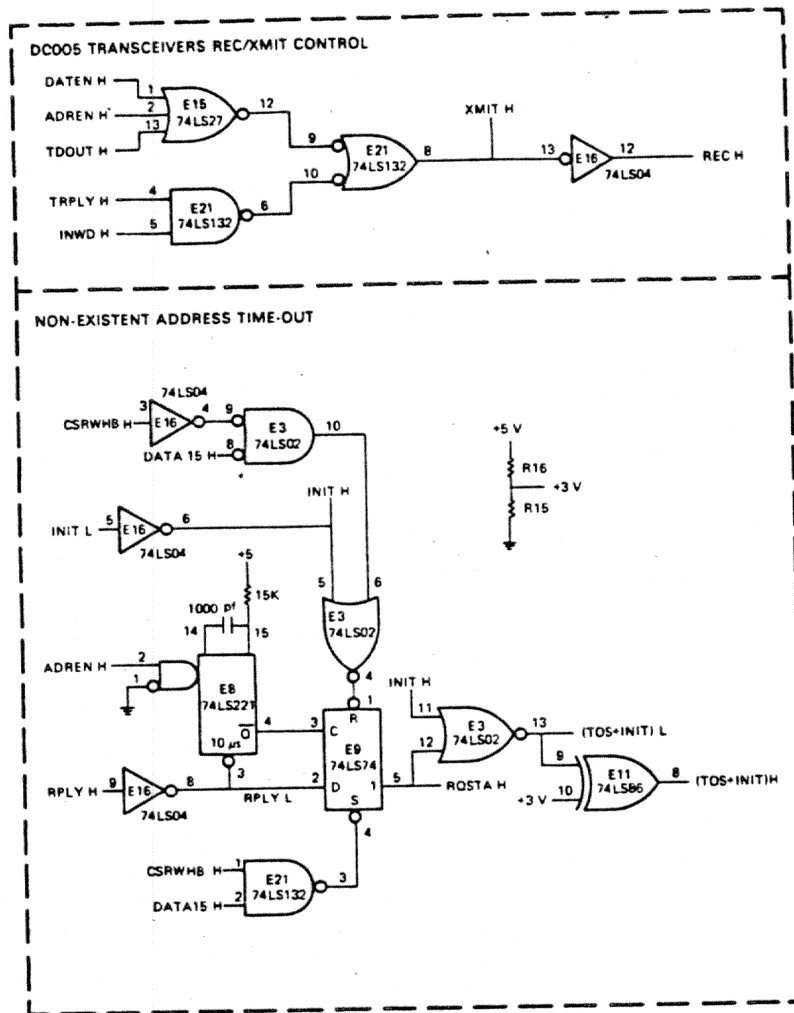 DC005 TRANSCEIVERS REC/XMIT CONTROL
DATEN H
1
ADREN H
2
E15
74LS27
12
13
TDOUT H
XMIT H
9
E21
74LS132
8
10
13
E16
12
REC H
74LS04
TRPLY H
4
E21
74LS132
6
INWD H
5
NON-EXISTENT ADDRESS TIME-OUT
74LS04
CSRWHB H
3
E16
4
9
E3
74LS02
10
DATA 15 H
8
+5 V
R16
+3 V
R15
INIT H
INIT L
5
E16
6
74LS04
+5
15K
1000 pf
14
15
5
6
E3
74LS02
4
ADREN H
2
1
E8
74LS221
Q
4
10 µs
3
1
R
3
C
E9
74LS74
2
D
1
5
S
4
INIT H
11
E3
74LS02
13
(TOS+INIT) L
12
RQSTA H
9
E11
74LS86
8
(TOS+INIT)H
+3 V
10
RPLY H
9
E16
8
RPLY L
74LS04
CSRWHB H
1
E21
74LS132
3
DATA15 H
2